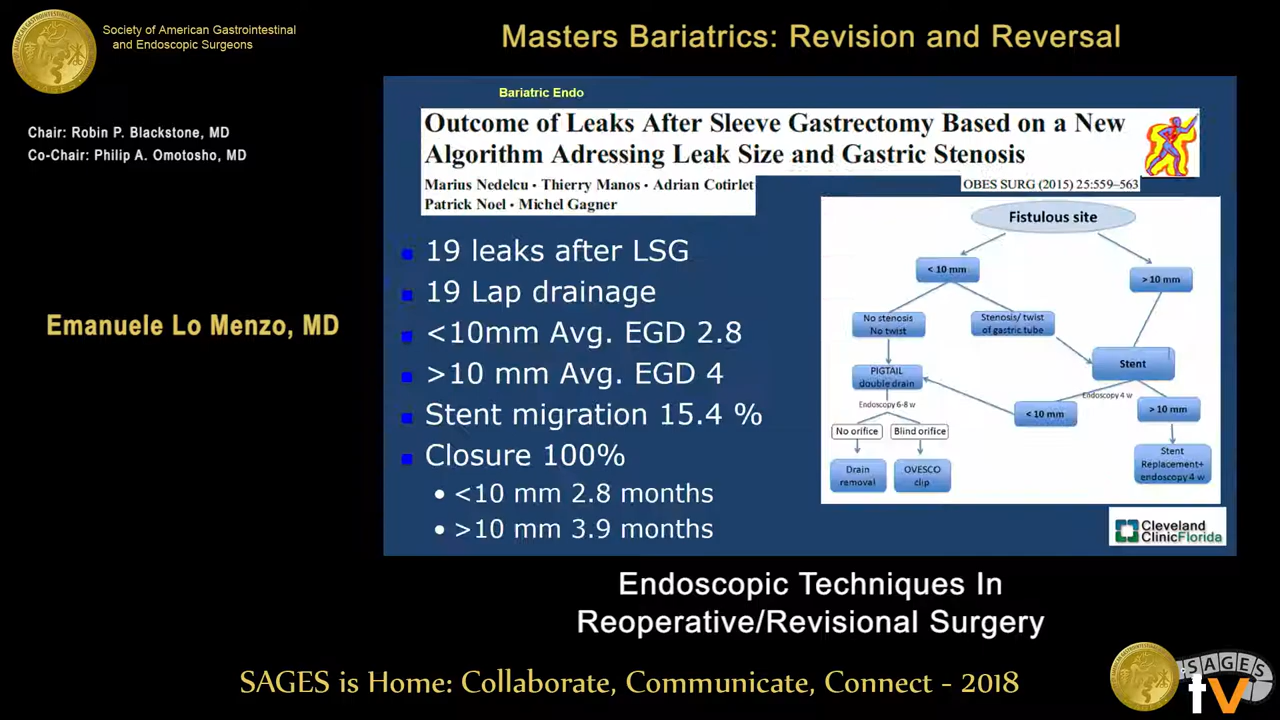 Society of American Gastrointestinal
and Endoscopic Surgeons
Masters Bariatrics: Revision and Reversal
Chair: Robin P. Blackstone, MD
Co-Chair: Philip A. Omotosho, MD
Emanuele Lo Menzo, MD
Bariatric Endo
Outcome of Leaks After Sleeve Gastrectomy Based on a New
Algorithm Adressing Leak Size and Gastric Stenosis
Marius Nedelcu • Thierry Manos • Adrian Cotirlet
Patrick Noel • Michel Gagner
OBES SURG (2015) 25:559–563
19 leaks after LSG
19 Lap drainage
<10mm Avg. EGD 2.8
>10 mm Avg. EGD 4
Stent migration 15.4 %
Closure 100%
• <10 mm 2.8 months
• >10 mm 3.9 months
Fistulous site
< 10 mm
> 10 mm
No stenosis
No twist
Stenosis/ twist
of gastric tube
Stent
PIGTAIL
double drain
Endoscopy 4 w
Endoscopy 6-8 w
< 10 mm
> 10 mm
No orifice
Blind orifice
Drain
removal
OVESCO
clip
Stent
Replacement+
endoscopy 4 w
Cleveland
ClinicFlorida
Endoscopic Techniques In
Reoperative/Revisional Surgery
SAGES is Home: Collaborate, Communicate, Connect - 2018
SAGES
tv